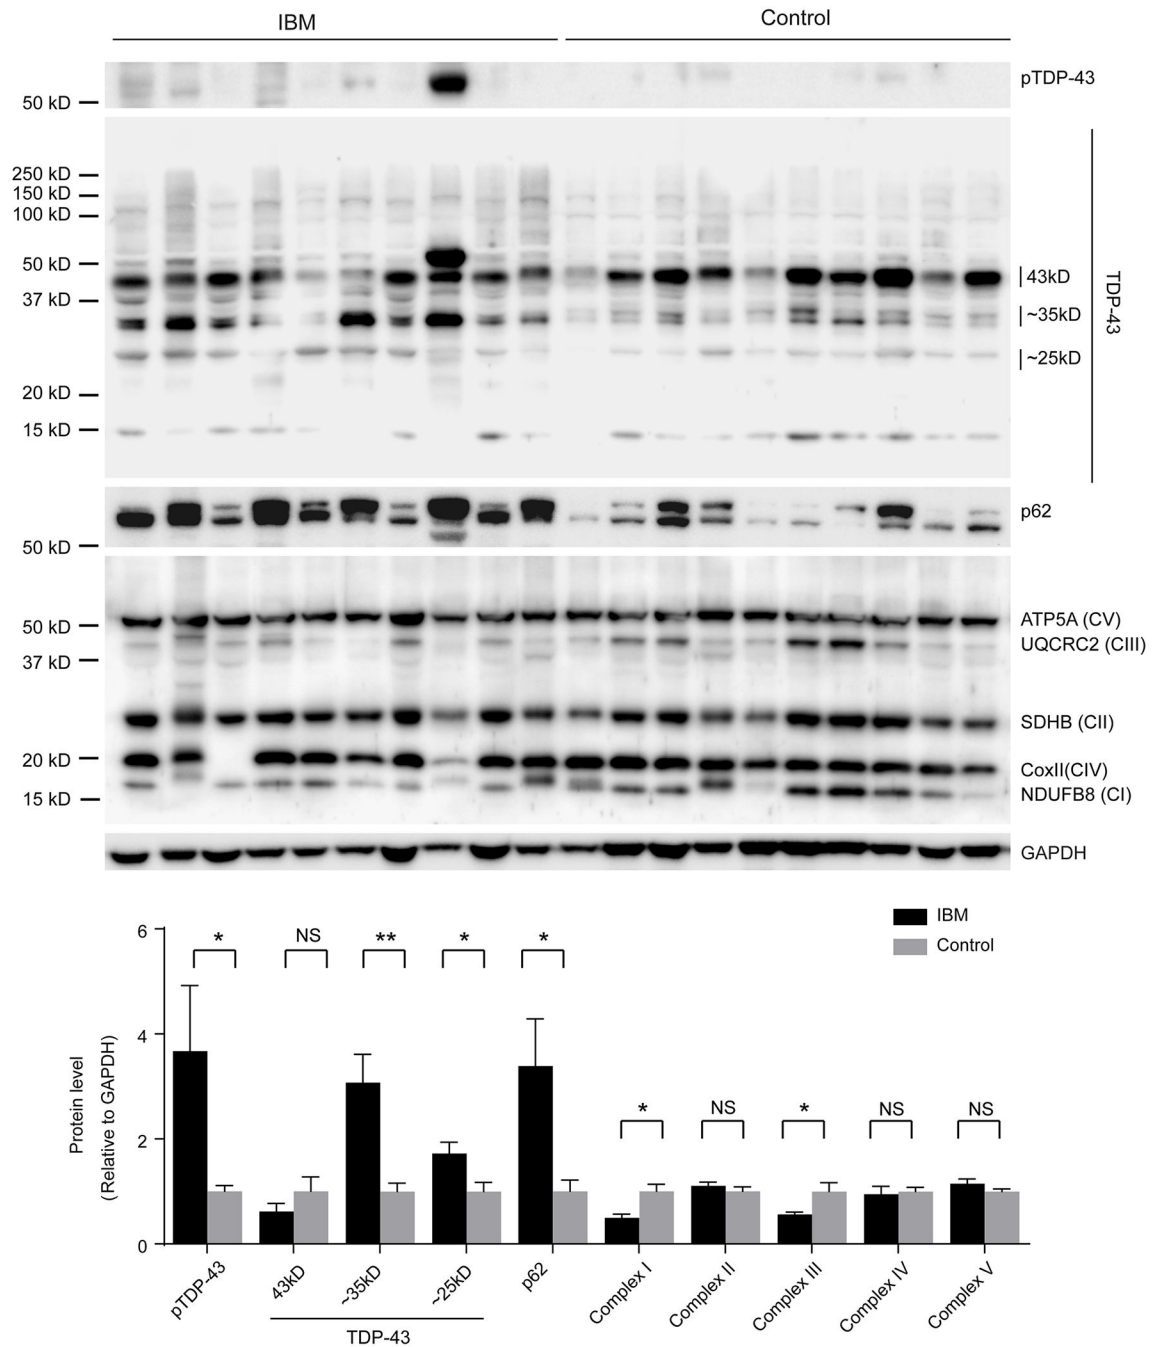 IBM
Control
pTDP-43
50 kD
250 kD
150 kD
100 kD
50 kD
37 kD
20 kD
15 kD
43kD
~35kD
~25kD
TDP-43
p62
50 kD
ATP5A (CV)
50 kD
UQCRC2 (CIII)
37 kD
SDHB (CII)
20 kD
CoxII(CIV)
15 kD
NDUFB8 (CI)
GAPDH
IBM
Control
Protein level
(Relative to GAPDH)
6
4
2
0
*
NS
**
*
*
*
NS
*
NS
NS
pTDP-43
43kD
~35kD
~25kD
p62
Complex I
Complex II
Complex III
Complex IV
Complex V
TDP-43